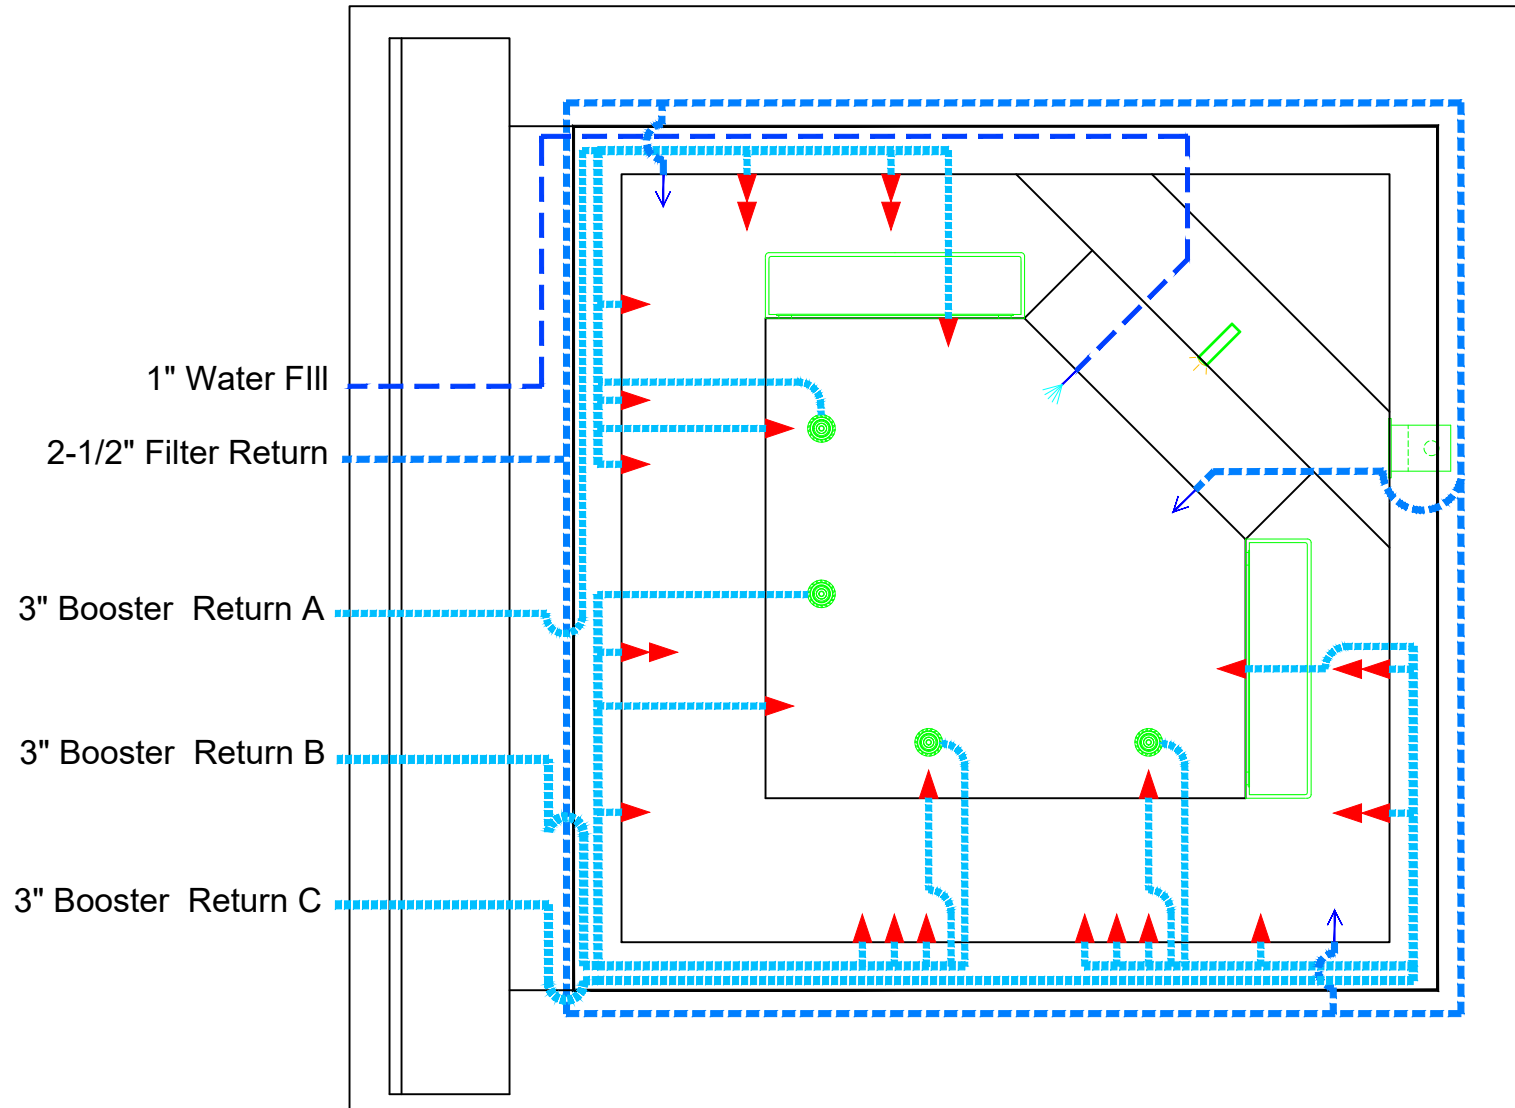 1" Water FIll
2-1/2" Filter Return
3" Booster  Return A
3" Booster  Return B
3" Booster  Return C